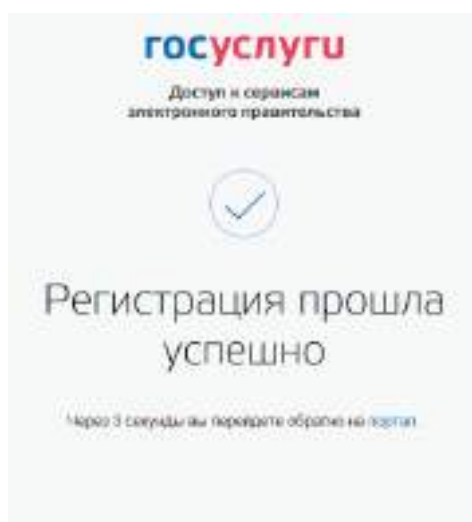 госуслуги
Доступ к сервисам
электронного правительства
Регистрация прошла
успешно
Через 3 секунды вы перейдете обратно на портал